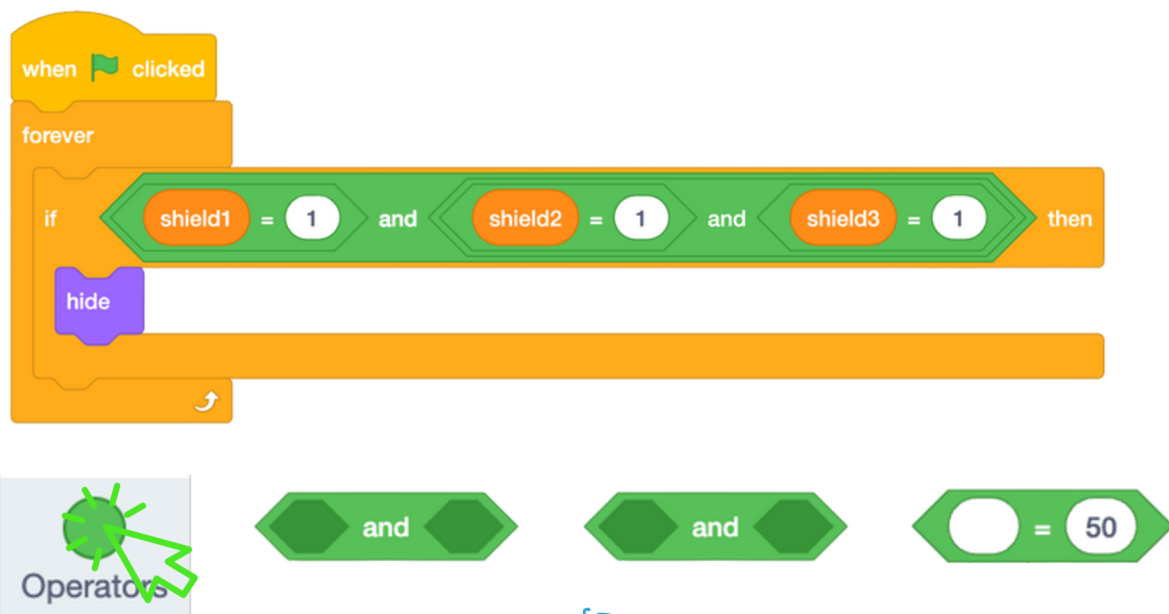 when clicked
forever
if shield1 = 1 and shield2 = 1 and shield3 = 1 then
hide
and and = 50
Operators